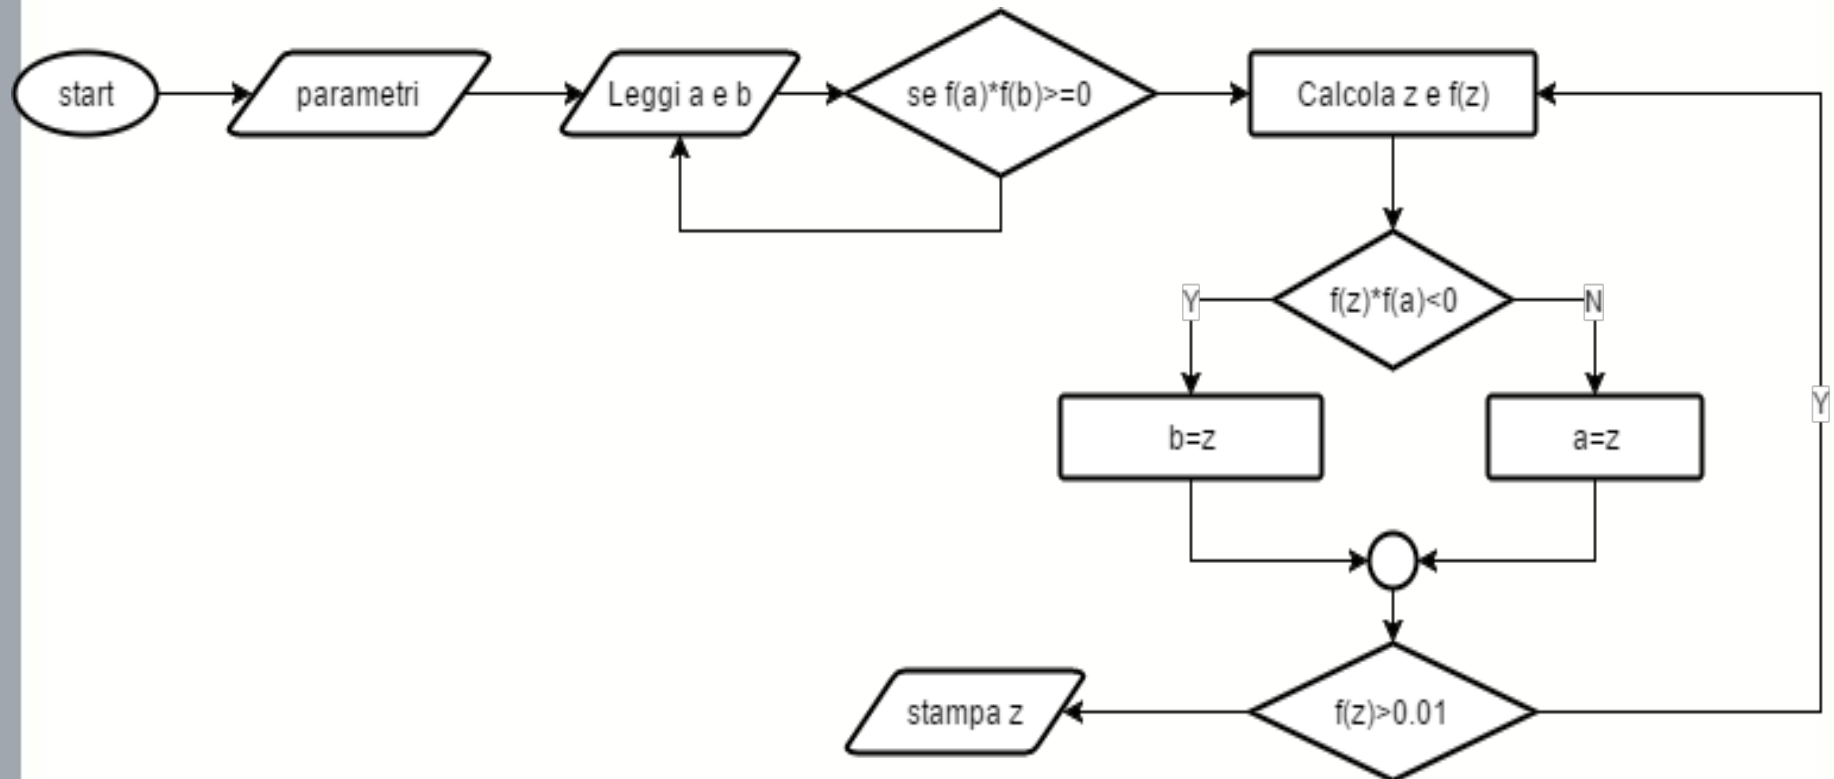 start
parametri
Leggi a e b
se f(a)*f(b)>=0
Calcola z e f(z)
f(z)*f(a)<0
Y
N
b=z
a=z
Y
f(z)>0.01
stampa z